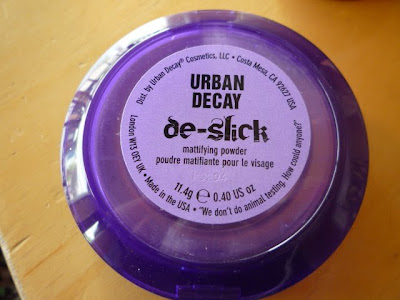 Dist. by Urban Decay® Cosmetics, LLC • Costa Mesa, CA 92627 USA
URBAN
DECAY
de-slick
mattifying powder
poudre matifiante pour le visage
11.4g ℮ 0.40 US oz
London W1S 0EV UK • Made in the USA • "We don't do animal testing. How could anyone?"